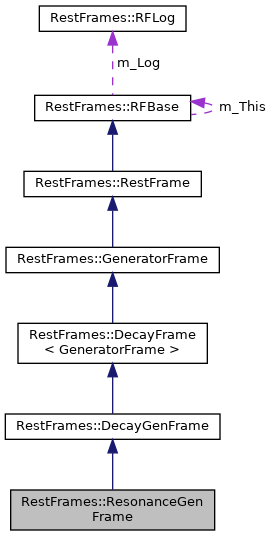 RestFrames::RFLog
m_Log
RestFrames::RFBase
m_This
RestFrames::RestFrame
RestFrames::GeneratorFrame
RestFrames::DecayFrame
< GeneratorFrame >
RestFrames::DecayGenFrame
RestFrames::ResonanceGen
Frame